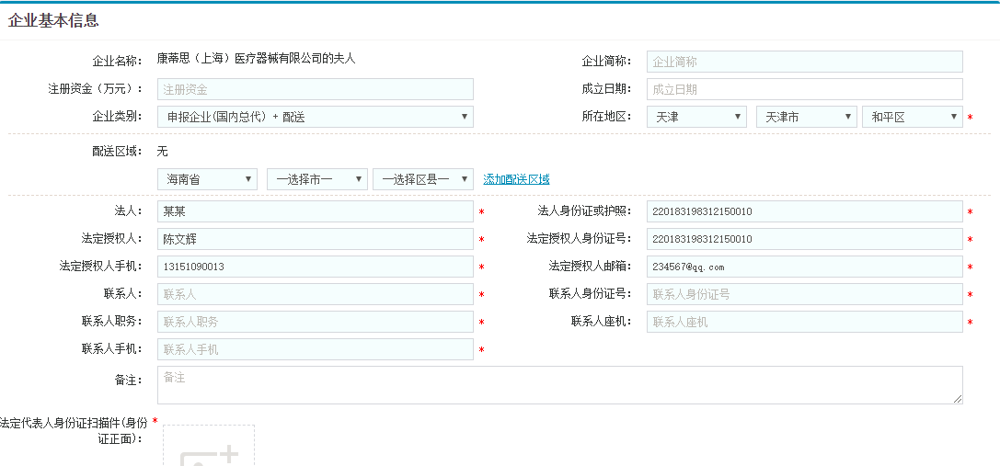 企业基本信息
企业名称： 康蒂思（上海）医疗器械有限公司的夫人 企业简称： 企业简称
注册资金（万元）： 注册资金 成立日期： 成立日期
企业类别： 申报企业(国内总代) + 配送 所在地区： 天津 天津市 和平区 *
配送区域： 无
海南省 一选择市一 一选择区县一 添加配送区域
法人： 某某 * 法人身份证或护照： 220183198312150010 *
法定授权人： 陈文辉 * 法定授权人身份证号： 220183198312150010 *
法定授权人手机： 13151090013 * 法定授权人邮箱： 234567@qq.com *
联系人： 联系人 * 联系人身份证号： 联系人身份证号 *
联系人职务： 联系人职务 * 联系人座机： 联系人座机 *
联系人手机： 联系人手机 *
备注： 备注
法定代表人身份证扫描件(身份 *
证正面)：